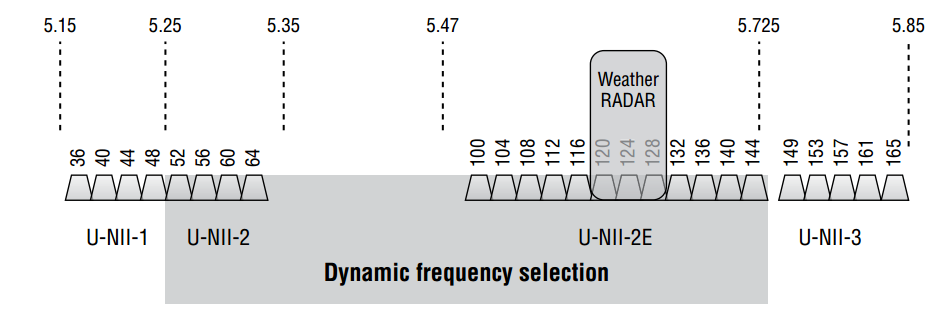 5.15 5.25 5.35 5.47 5.725 5.85
Weather
RADAR
36 40 44 48 52 56 60 64 100 104 108 112 116 120 124 128 132 136 140 144 149 153 157 161 165
U-NII-1 U-NII-2 U-NII-2E U-NII-3
Dynamic frequency selection